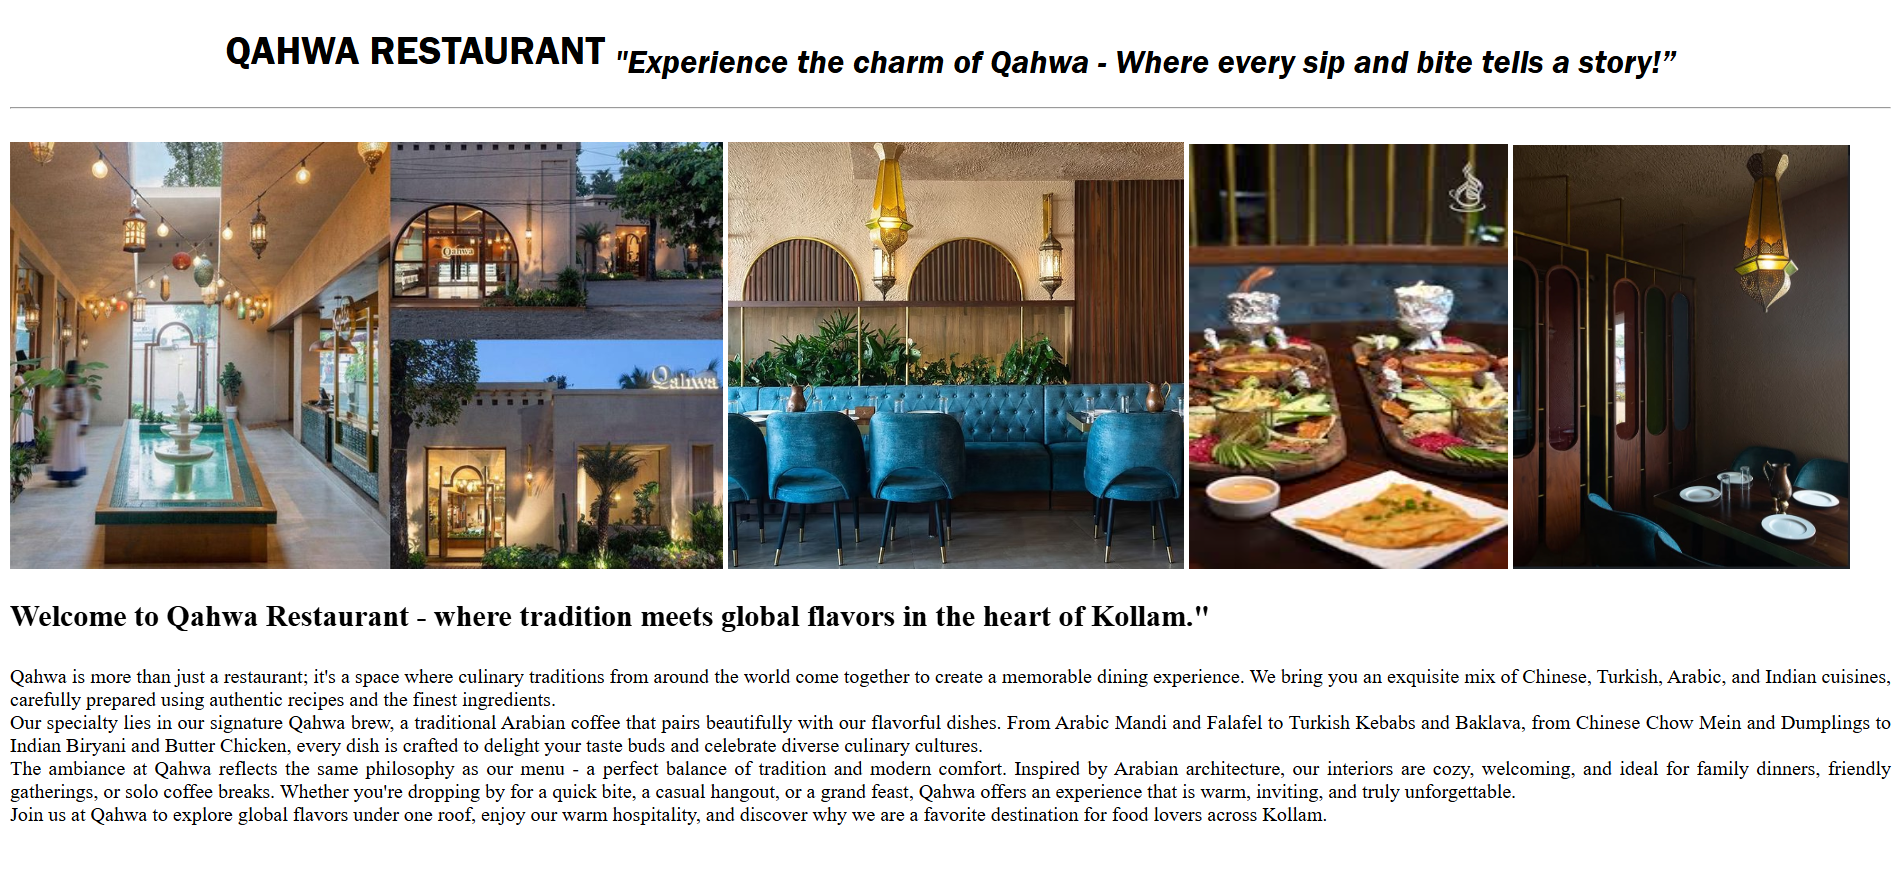 QAHWA RESTAURANT "Experience the charm of Qahwa - Where every sip and bite tells a story!”
Qahwa
Qahwa
Welcome to Qahwa Restaurant - where tradition meets global flavors in the heart of Kollam."
Qahwa is more than just a restaurant; it's a space where culinary traditions from around the world come together to create a memorable dining experience. We bring you an exquisite mix of Chinese, Turkish, Arabic, and Indian cuisines,
carefully prepared using authentic recipes and the finest ingredients.
Our specialty lies in our signature Qahwa brew, a traditional Arabian coffee that pairs beautifully with our flavorful dishes. From Arabic Mandi and Falafel to Turkish Kebabs and Baklava, from Chinese Chow Mein and Dumplings to
Indian Biryani and Butter Chicken, every dish is crafted to delight your taste buds and celebrate diverse culinary cultures.
The ambiance at Qahwa reflects the same philosophy as our menu - a perfect balance of tradition and modern comfort. Inspired by Arabian architecture, our interiors are cozy, welcoming, and ideal for family dinners, friendly
gatherings, or solo coffee breaks. Whether you're dropping by for a quick bite, a casual hangout, or a grand feast, Qahwa offers an experience that is warm, inviting, and truly unforgettable.
Join us at Qahwa to explore global flavors under one roof, enjoy our warm hospitality, and discover why we are a favorite destination for food lovers across Kollam.